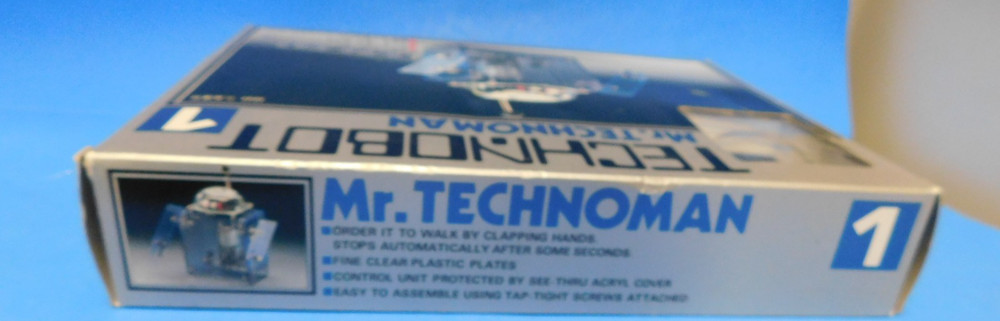 1
TECHNOBOT
Mr. TECHNOMAN
Mr. TECHNOMAN
1
■ORDER IT TO WALK BY CLAPPING HANDS.
STOPS AUTOMATICALLY AFTER SOME SECONDS.
■FINE CLEAR PLASTIC PLATES
■CONTROL UNIT PROTECTED BY SEE-THRU ACRYL COVER
■EASY TO ASSEMBLE USING TAP-TIGHT SCREWS ATTACHED